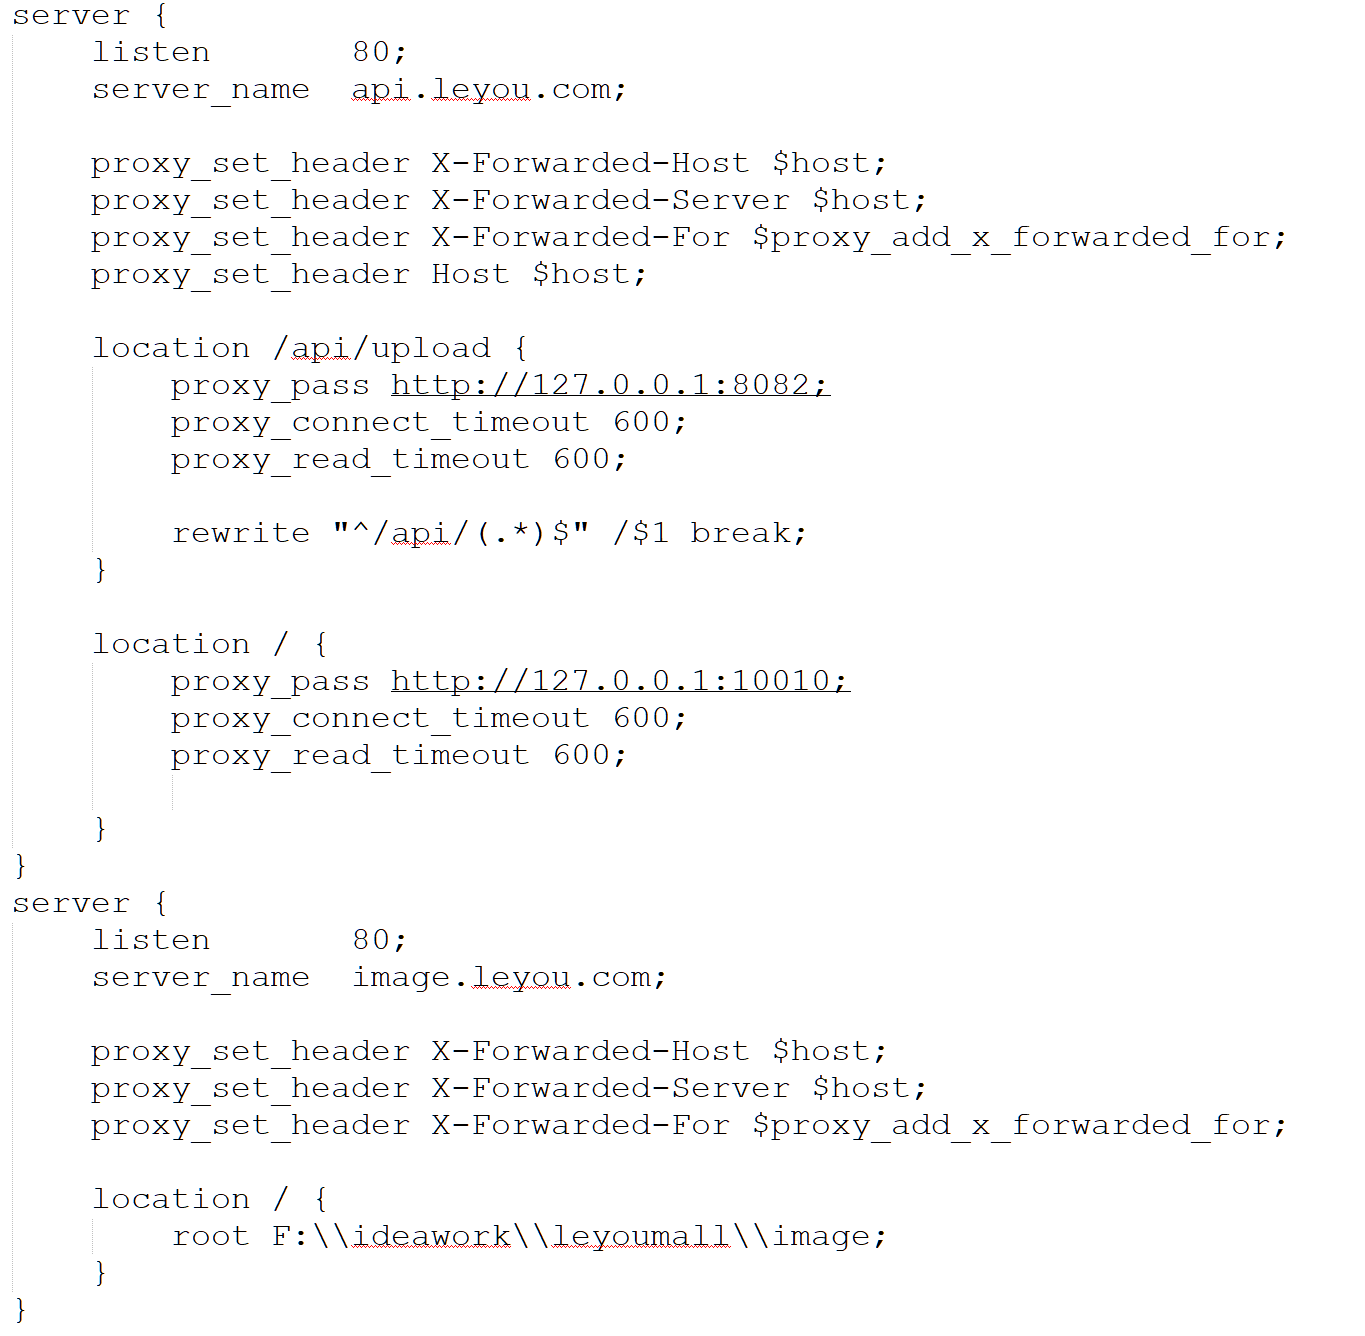 server {
    listen       80;
    server_name  api.leyou.com;
    proxy_set_header X-Forwarded-Host $host;
    proxy_set_header X-Forwarded-Server $host;
    proxy_set_header X-Forwarded-For $proxy_add_x_forwarded_for;
    proxy_set_header Host $host;
    location /api/upload {
        proxy_pass http://127.0.0.1:8082;
        proxy_connect_timeout 600;
        proxy_read_timeout 600;
        rewrite "^/api/(.*)$" /$1 break;
    }
    location / {
        proxy_pass http://127.0.0.1:10010;
        proxy_connect_timeout 600;
        proxy_read_timeout 600;
    }
}
server {
    listen       80;
    server_name  image.leyou.com;
    proxy_set_header X-Forwarded-Host $host;
    proxy_set_header X-Forwarded-Server $host;
    proxy_set_header X-Forwarded-For $proxy_add_x_forwarded_for;
    location / {
        root F:\\ideawork\\leyoumall\\image;
    }
}